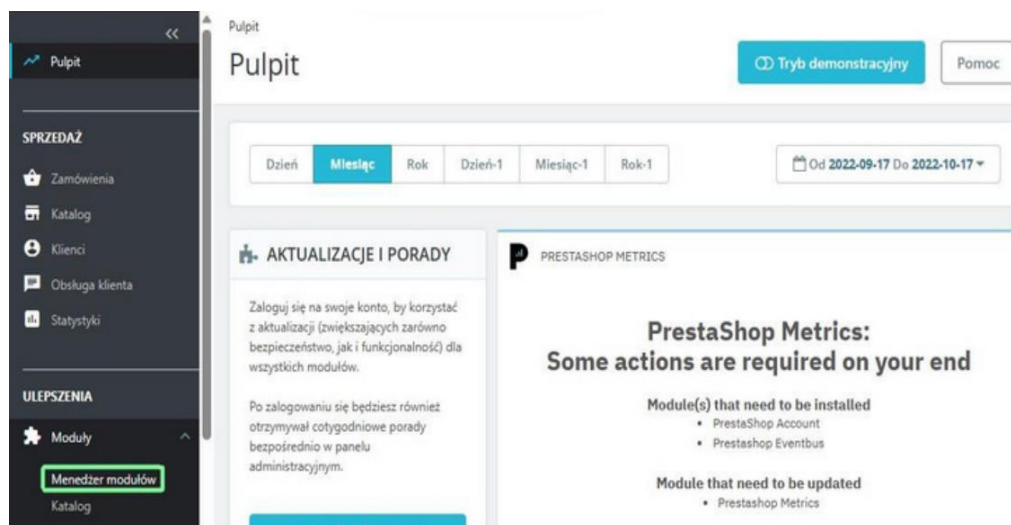 Pulpit
SPRZEDAŻ
Zamówienia
Katalog
Klienci
Obsługa klienta
Statystyki
ULEPSZENIA
Moduły
Menedżer modułów
Katalog
Pulpit
Pulpit
Tryb demonstracyjny
Pomoc
Dzień Miesiąc Rok Dzień-1 Miesiąc-1 Rok-1
Od 2022-09-17 Do 2022-10-17
AKTUALIZACJE I PORADY
Zaloguj się na swoje konto, by korzystać
z aktualizacji (zwiększających zarówno
bezpieczeństwo, jak i funkcjonalność) dla
wszystkich modułów.
Po zalogowaniu się będziesz również
otrzymywał cotygodniowe porady
bezpośrednio w panelu
administracyjnym.
PRESTASHOP METRICS
PrestaShop Metrics:
Some actions are required on your end
Module(s) that need to be installed
PrestaShop Account
Prestashop Eventbus
Module that need to be updated
Prestashop Metrics